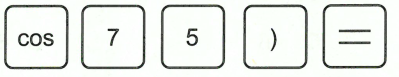 cos 7 5 ) =